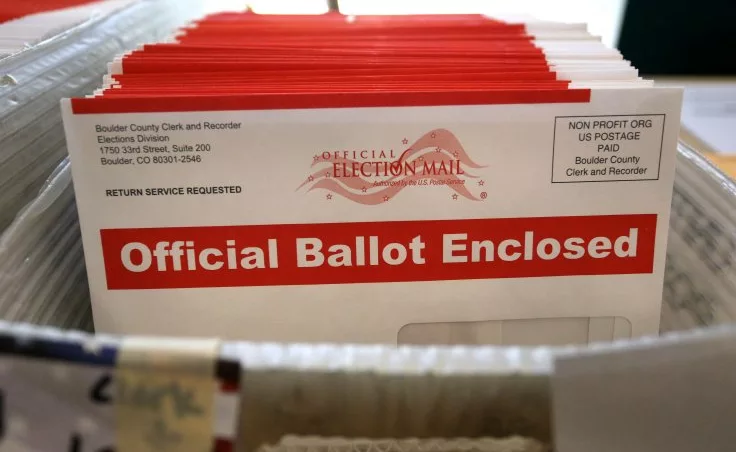 Boulder County Clerk and Recorder
Elections Division
1750 33rd Street, Suite 200
Boulder, CO 80301-2546
RETURN SERVICE REQUESTED
OFFICIAL
ELECTION MAIL
Authorized by the U.S. Postal Service
®
NON PROFIT ORG
US POSTAGE
PAID
Boulder County
Clerk and Recorder
Official Ballot Enclosed